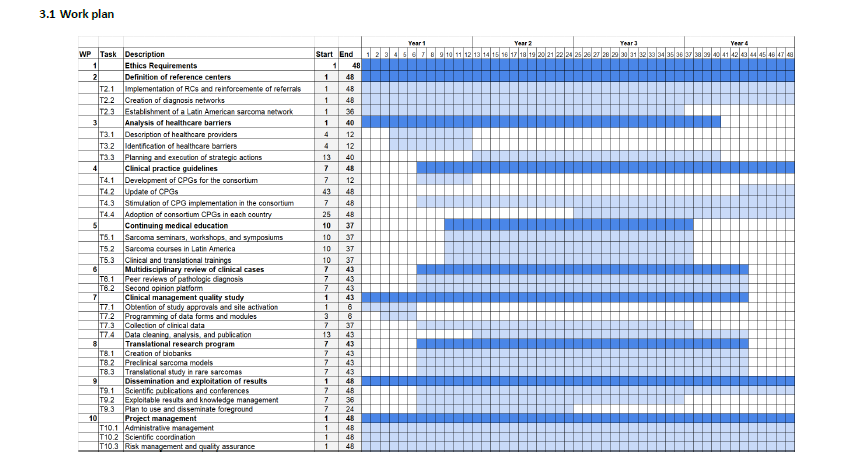 3.1 Work plan
Year 1 Year 2 Year 3 Year 4
WP Task Description Start End 1 2 3 4 5 6 7 8 9 10 11 12 13 14 15 16 17 18 19 20 21 22 23 24 25 26 27 28 29 30 31 32 33 34 35 36 37 38 39 40 41 42 43 44 45 46 47 48
1 Ethics Requirements 1 48
2 Definition of reference centers 1 48
T2.1 Implementation of RCs and reinforcemente of referrals 1 48
T2.2 Creation of diagnosis networks 1 48
T2.3 Establishment of a Latin American sarcoma network 1 36
3 Analysis of healthcare barriers 1 40
T3.1 Description of healthcare providers 4 12
T3.2 Identification of healthcare barriers 4 12
T3.3 Planning and execution of strategic actions 13 40
4 Clinical practice guidelines 7 48
T4.1 Development of CPGs for the consortium 7 12
T4.2 Update of CPGs 43 48
T4.3 Stimulation of CPG implementation in the consortium 7 48
T4.4 Adoption of consortium CPGs in each country 25 48
5 Continuing medical education 10 37
T5.1 Sarcoma seminars, workshops, and symposiums 10 37
T5.2 Sarcoma courses in Latin America 10 37
T5.3 Clinical and translational trainings 10 37
6 Multidisciplinary review of clinical cases 7 43
T6.1 Peer reviews of pathologic diagnosis 7 43
T6.2 Second opinion platform 7 43
7 Clinical management quality study 1 43
T7.1 Obtention of study approvals and site activation 1 6
T7.2 Programming of data forms and modules 3 6
T7.3 Collection of clinical data 7 37
T7.4 Data cleaning, analysis, and publication 13 43
8 Translational research program 7 43
T8.1 Creation of biobanks 7 43
T8.2 Preclinical sarcoma models 7 43
T8.3 Translational study in rare sarcomas 7 43
9 Dissemination and exploitation of results 1 48
T9.1 Scientific publications and conferences 7 48
T9.2 Exploitable results and knowledge management 7 36
T9.3 Plan to use and disseminate foreground 7 24
10 Project management 1 48
T10.1 Administrative management 1 48
T10.2 Scientific coordination 1 48
T10.3 Risk management and quality assurance 1 48